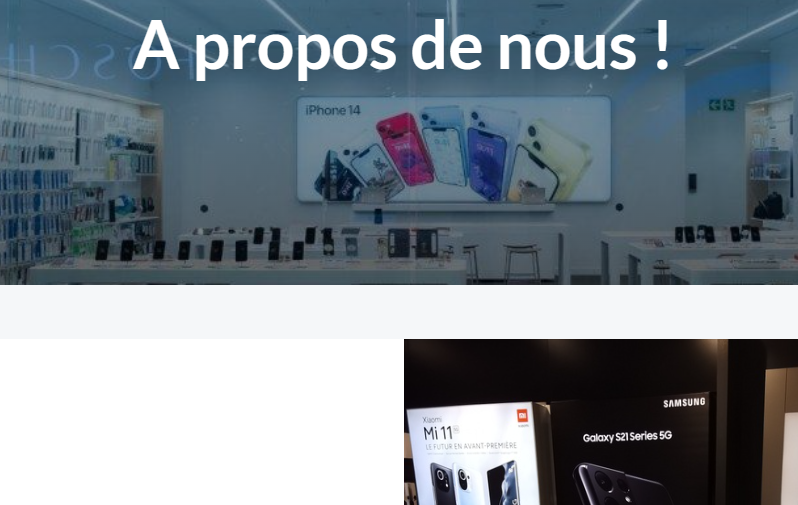 A propos de nous !
iPhone 14
SAMSUNG
Galaxy S21 Series 5G
Xiaomi
Mi 11
LE FUTUR EN AVANT-PREMIÈRE